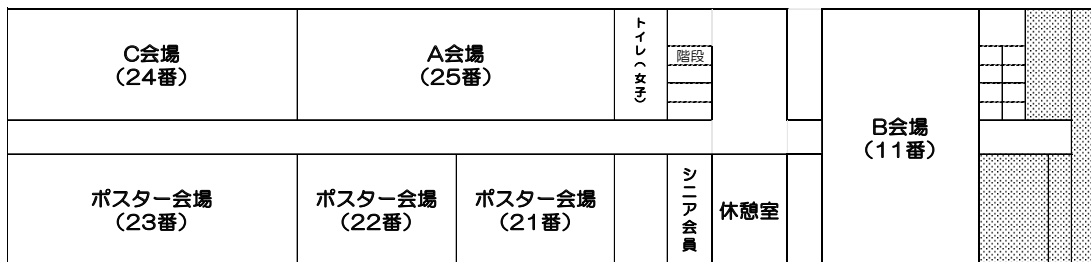 C会場
（24番）
A会場
（25番）
トイレ（女子）
階段
B会場
（11番）
ポスター会場
（23番）
ポスター会場
（22番）
ポスター会場
（21番）
シニア会員
休憩室